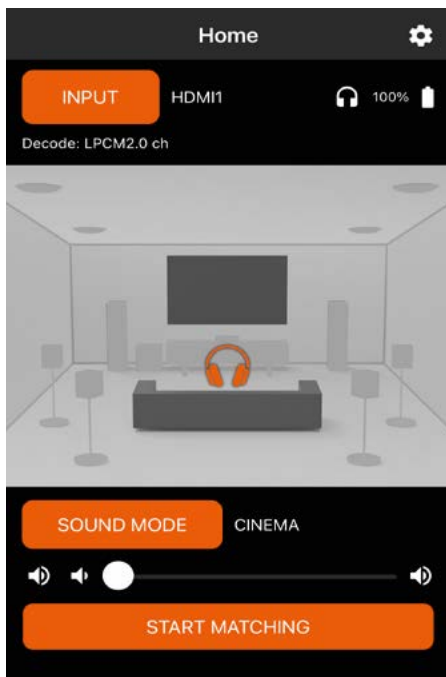 Home
INPUT HDMI1 100%
Decode: LPCM2.0 ch
SOUND MODE CINEMA
START MATCHING